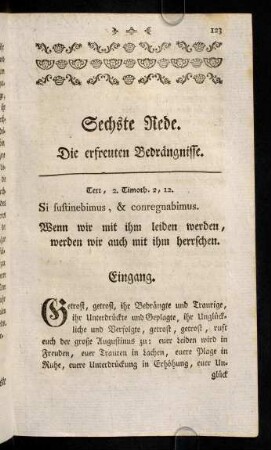 123
Sechste Rede.
Die erfreuten Bedrängnisse.
Text, 2. Timoth. 2, 12.
Si sustinebimus, & conregnabimus.
Wenn wir mit ihm leiden werden,
werden wir auch mit ihm herrschen.
Eingang.
Getrost, getrost, ihr Bedrängte und Traurige,
ihr Unterdrückte und Geplagte, ihr Unglück-
liche und Verfolgte, getrost, getrost, ruft
euch der große Augustinus zu: euer Leiden wird in
Freuden, euer Trauren in Lachen, euere Plage in
Ruhe, euere Unterdrückung in Erhöhung, euer Un-
glück